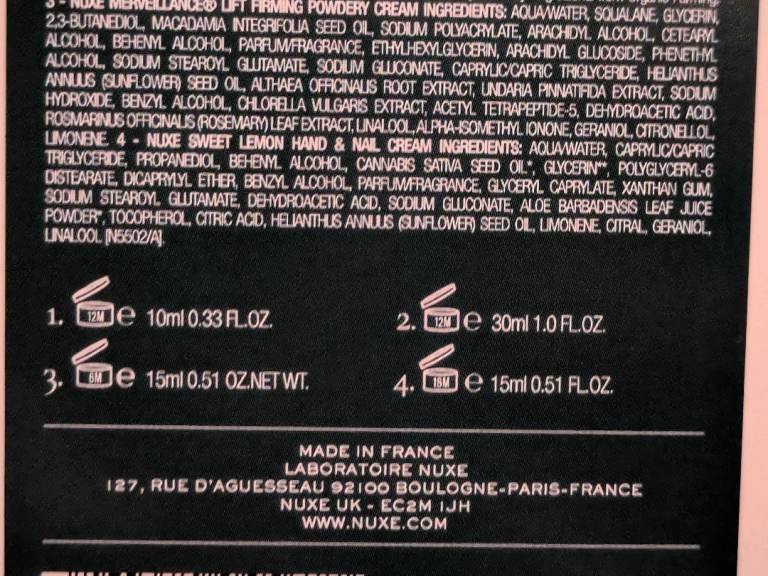 3 - NUXE MERVEILLANCE® LIFT FIRMING POWDERY CREAM INGREDIENTS: AQUA/WATER, SQUALANE, GLYCERIN,
2,3-BUTANEDIOL, MACADAMIA INTEGRIFOLIA SEED OIL, SODIUM POLYACRYLATE, ARACHIDYL ALCOHOL, CETEARYL
ALCOHOL, BEHENYL ALCOHOL, PARFUM/FRAGRANCE, ETHYLHEXYLGLYCERIN, ARACHIDYL GLUCOSIDE, PHENETHYL
ALCOHOL, SODIUM STEAROYL GLUTAMATE, SODIUM GLUCONATE, CAPRYLIC/CAPRIC TRIGLYCERIDE, HELIANTHUS
ANNUUS (SUNFLOWER) SEED OIL, ALTHAEA OFFICINALIS ROOT EXTRACT, UNDARIA PINNATIFIDA EXTRACT, SODIUM
HYDROXIDE, BENZYL ALCOHOL, CHLORELLA VULGARIS EXTRACT, ACETYL TETRAPEPTIDE-5, DEHYDROACETIC ACID,
ROSMARINUS OFFICINALIS (ROSEMARY) LEAF EXTRACT, LINALOOL, ALPHA-ISOMETHYL IONONE, GERANIOL, CITRONELLOL,
LIMONENE. 4 - NUXE SWEET LEMON HAND & NAIL CREAM INGREDIENTS: AQUA/WATER, CAPRYLIC/CAPRIC
TRIGLYCERIDE, PROPANEDIOL, BEHENYL ALCOHOL, CANNABIS SATIVA SEED OIL*, GLYCERIN**, POLYGLYCERYL-6
DISTEARATE, DICAPRYLYL ETHER, BENZYL ALCOHOL, PARFUM/FRAGRANCE, GLYCERYL CAPRYLATE, XANTHAN GUM,
SODIUM STEAROYL GLUTAMATE, DEHYDROACETIC ACID, SODIUM GLUCONATE, ALOE BARBADENSIS LEAF JUICE
POWDER*, TOCOPHEROL, CITRIC ACID, HELIANTHUS ANNUUS (SUNFLOWER) SEED OIL, LIMONENE, CITRAL, GERANIOL,
LINALOOL [N5502/A].
1. 12M e 10ml 0.33 FL.OZ.
2. 12M e 30ml 1.0 FL.OZ.
3. 6M e 15ml 0.51 OZ.NET WT.
4. 18M e 15ml 0.51 FL.OZ.
MADE IN FRANCE
LABORATOIRE NUXE
127, RUE D'AGUESSEAU 92100 BOULOGNE-PARIS-FRANCE
NUXE UK - EC2M 1JH
WWW.NUXE.COM